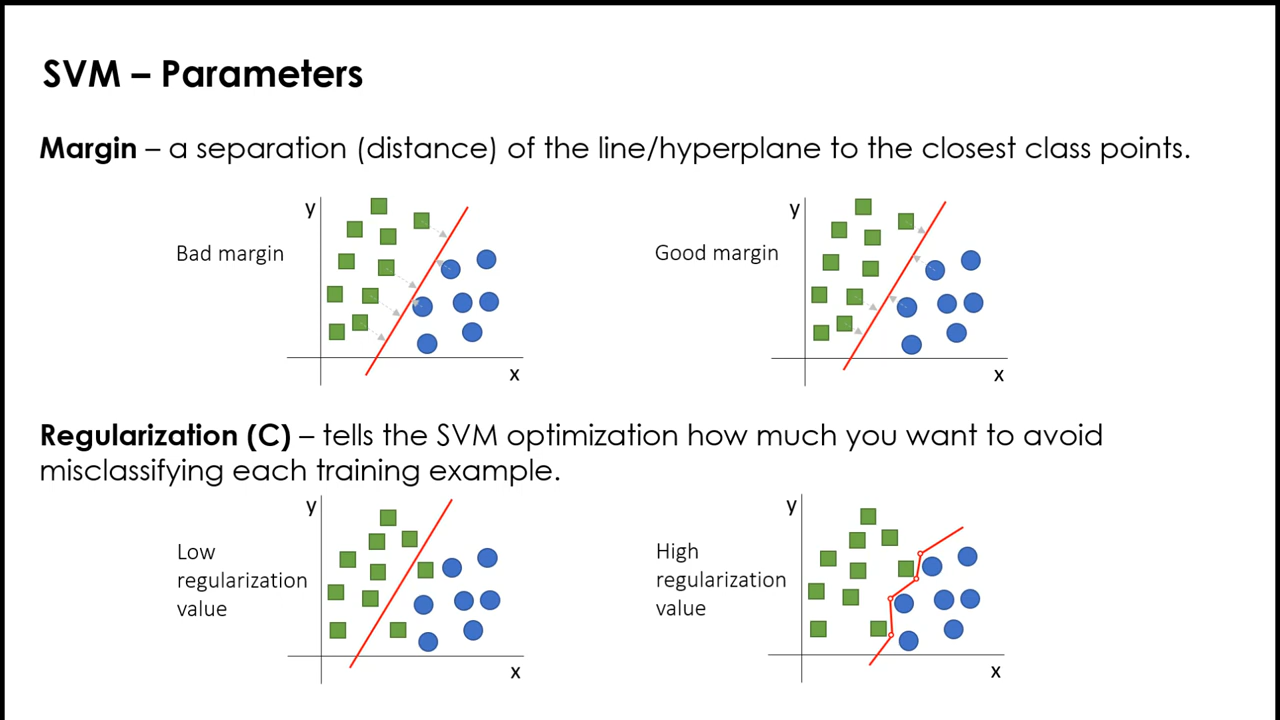 SVM – Parameters
Margin – a separation (distance) of the line/hyperplane to the closest class points.
y
Bad margin
x
y
Good margin
x
Regularization (C) – tells the SVM optimization how much you want to avoid
misclassifying each training example.
y
Low
regularization
value
x
y
High
regularization
value
x